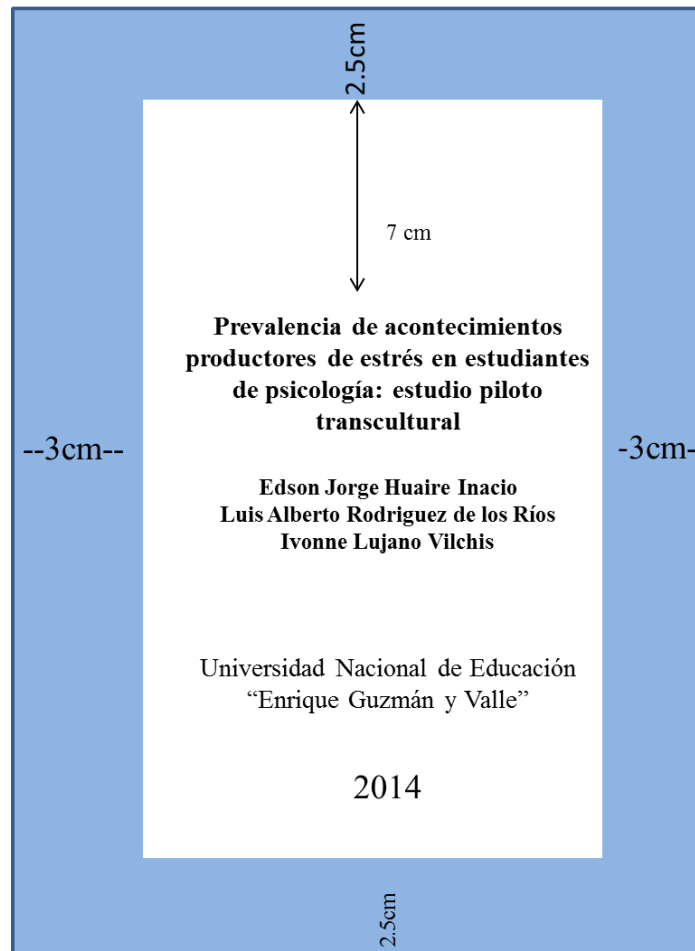 2.5cm
7 cm
Prevalencia de acontecimientos
productores de estrés en estudiantes
de psicología: estudio piloto
transcultural
--3cm--
-3cm-
Edson Jorge Huaire Inacio
Luis Alberto Rodriguez de los Ríos
Ivonne Lujano Vilchis
Universidad Nacional de Educación
“Enrique Guzmán y Valle”
2014
2.5cm